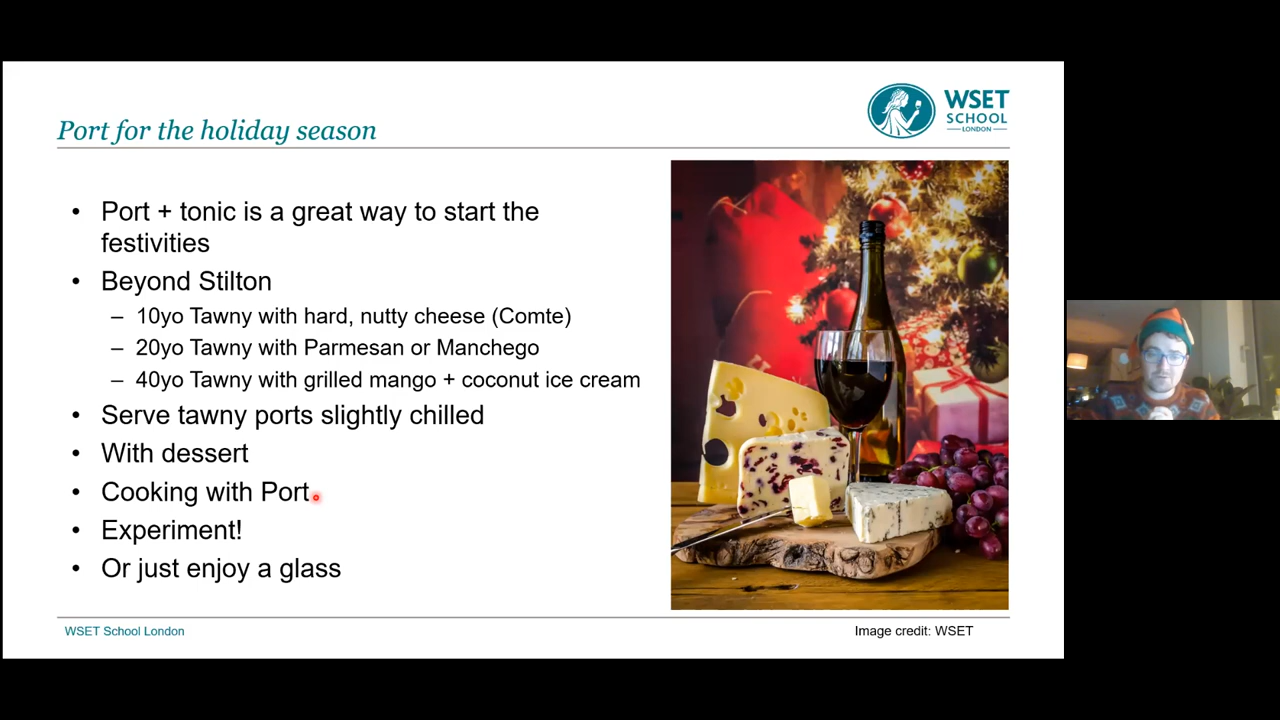 Port for the holiday season
WSET
SCHOOL
LONDON
• Port + tonic is a great way to start the
festivities
• Beyond Stilton
– 10yo Tawny with hard, nutty cheese (Comte)
– 20yo Tawny with Parmesan or Manchego
– 40yo Tawny with grilled mango + coconut ice cream
• Serve tawny ports slightly chilled
• With dessert
• Cooking with Port
• Experiment!
• Or just enjoy a glass
WSET School London
Image credit: WSET